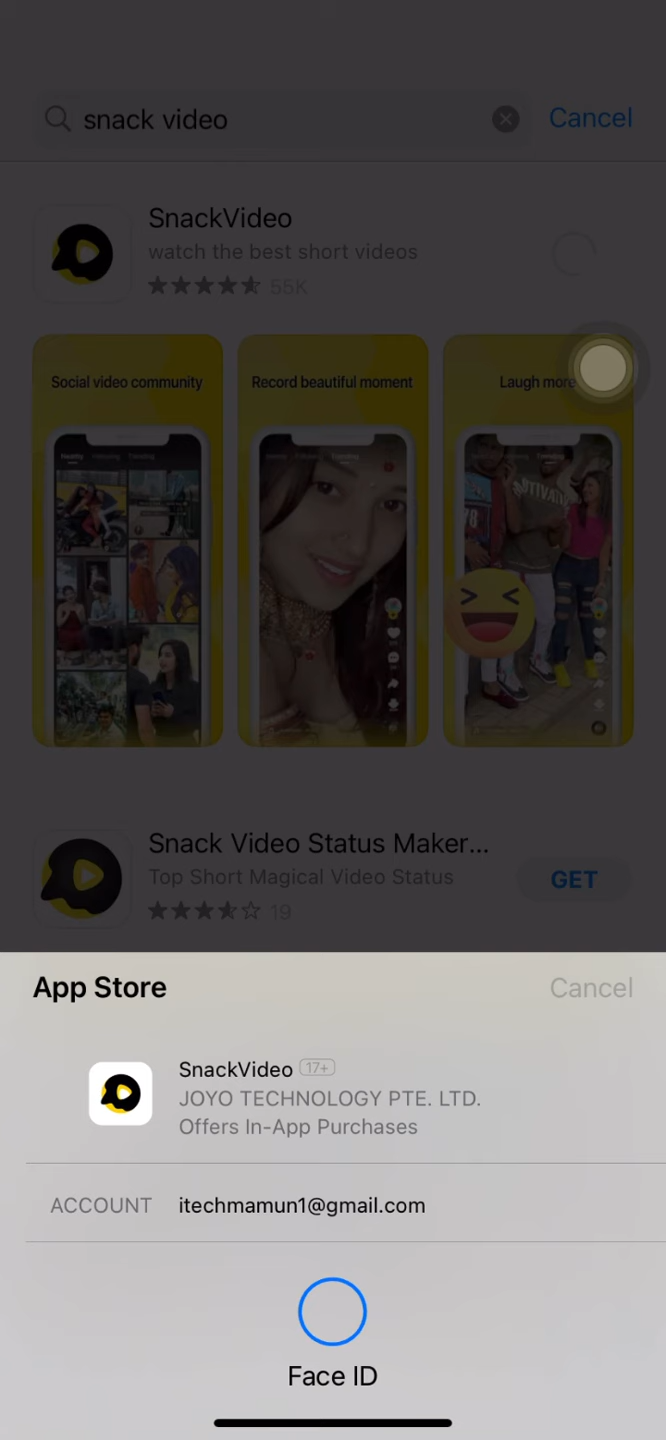 snack video
Cancel
SnackVideo
watch the best short videos
55K
Social video community
Record beautiful moment
Laugh more
Trending
78
Snack Video Status Maker...
Top Short Magical Video Status
19
GET
App Store
Cancel
SnackVideo 17+
JOYO TECHNOLOGY PTE. LTD.
Offers In-App Purchases
ACCOUNT itechmamun1@gmail.com
Face ID